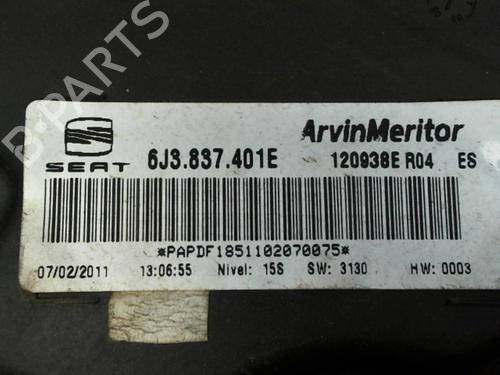 SEAT
6J3.837.401E
ArvinMeritor
120938E R04 ES
*PAPDF1851102070075*
07/02/2011 13:06:55 Nivel: 15S SW: 3130 HW: 0003
B-PARTS